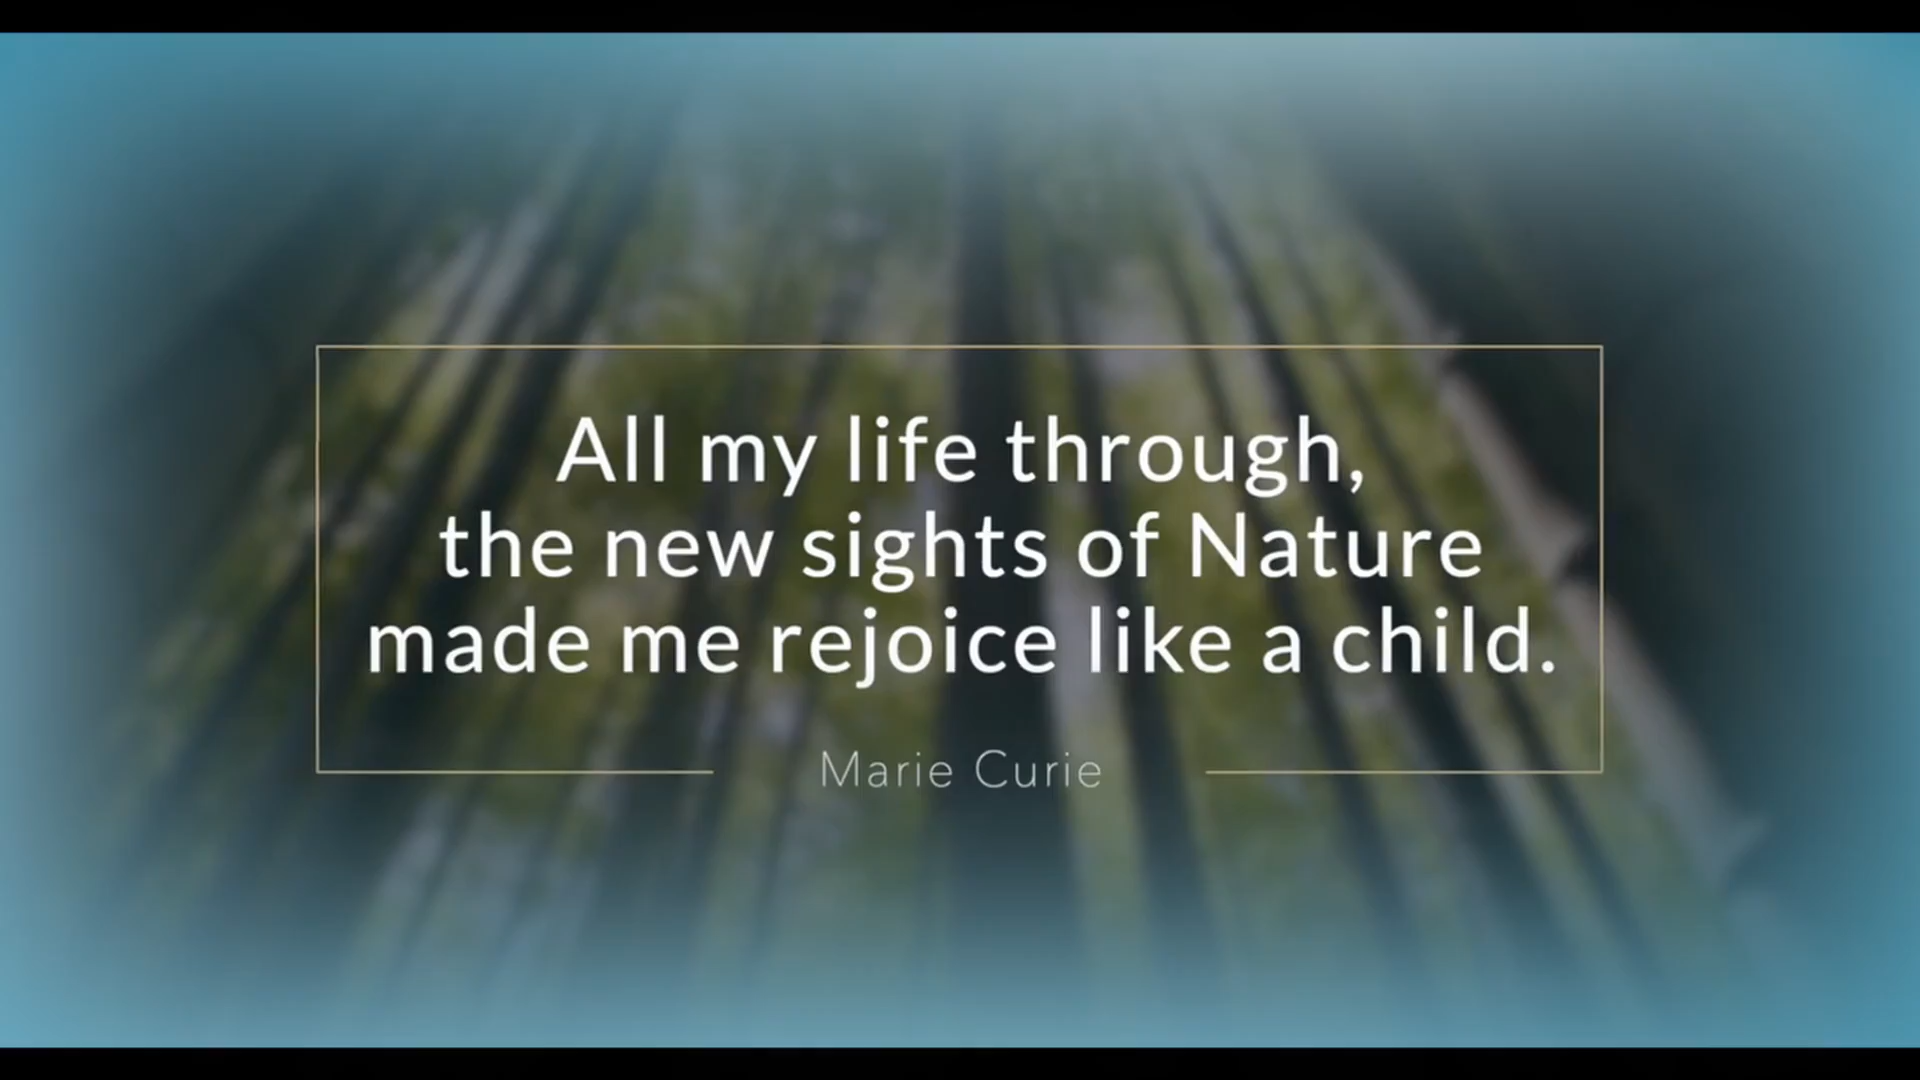 All my life through,
the new sights of Nature
made me rejoice like a child.
Marie Curie